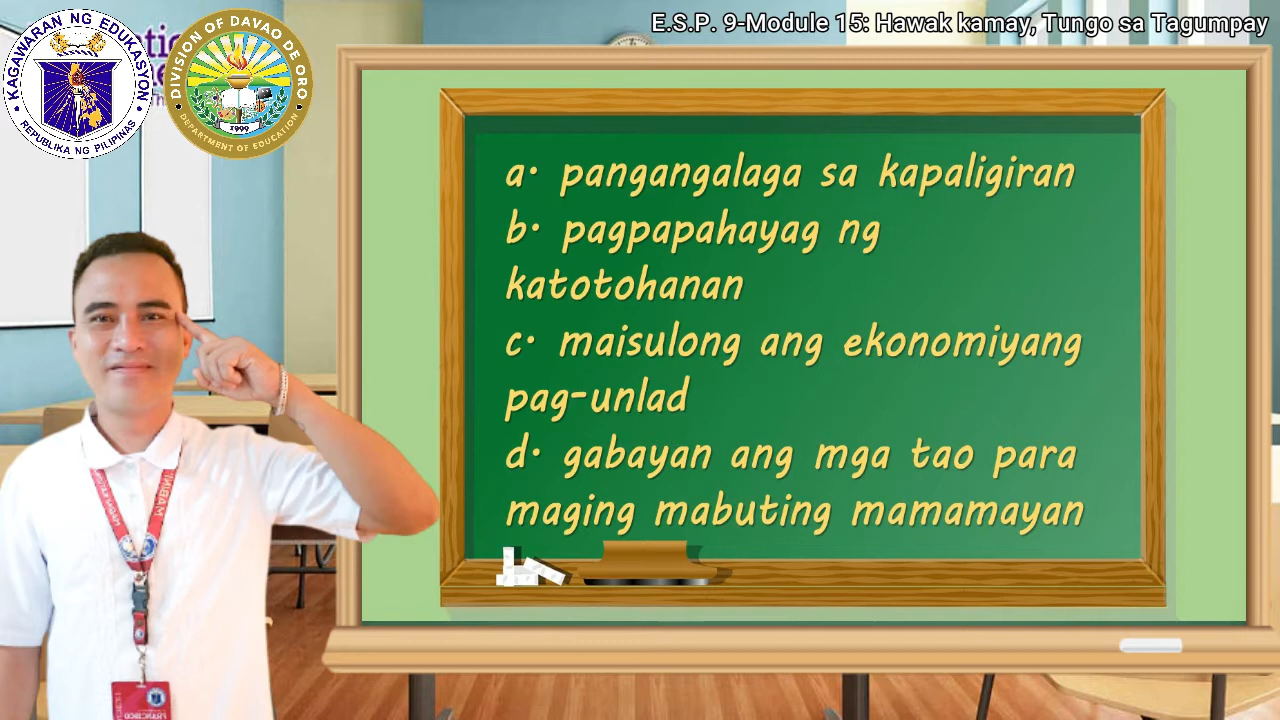 E.S.P. 9-Module 15: Hawak kamay, Tungo sa Tagumpay
KAGAWARAN NG EDUKASYON
REPUBLIKA NG PILIPINAS
DIVISION OF DAVAO DE ORO
1999
DEPARTMENT OF EDUCATION
a. pangangalaga sa kapaligiran
b. pagpapahayag ng
katotohanan
c. maisulong ang ekonomiyang
pag-unlad
d. gabayan ang mga tao para
maging mabuting mamamayan